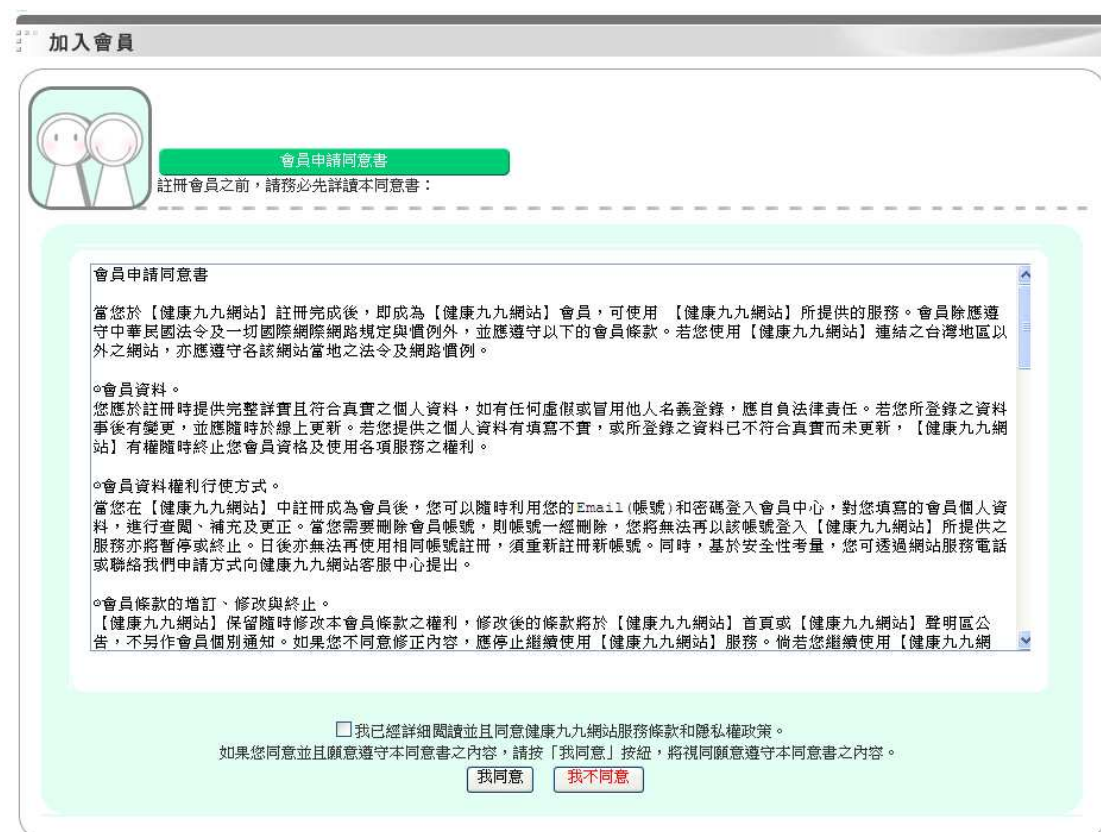 加入會員
會員申請同意書
註冊會員之前，請務必先詳讀本同意書：
會員申請同意書
當您於【健康九九網站】註冊完成後，即成為【健康九九網站】會員，可使用 【健康九九網站】所提供的服務。會員除應遵
守中華民國法令及一切國際網際網路規定與慣例外，並應遵守以下的會員條款。若您使用【健康九九網站】連結之台灣地區以
外之網站，亦應遵守各該網站當地之法令及網路慣例。
◎會員資料。
您應於註冊時提供完整詳實且符合真實之個人資料，如有任何虛假或冒用他人名義登錄，應自負法律責任。若您所登錄之資料
事後有變更，並應隨時於線上更新。若您提供之個人資料有填寫不實，或所登錄之資料已不符合真實而未更新，【健康九九網
站】有權隨時終止您會員資格及使用各項服務之權利。
◎會員資料權利行使方式。
當您在【健康九九網站】中註冊成為會員後，您可以隨時利用您的Email(帳號)和密碼登入會員中心，對您填寫的會員個人資
料，進行查閱、補充及更正。當您需要刪除會員帳號，則帳號一經刪除，您將無法再以該帳號登入【健康九九網站】所提供之
服務亦將暫停或終止。日後亦無法再使用相同帳號註冊，須重新註冊新帳號。同時，基於安全性考量，您可透過網站服務電話
或聯絡我們申請方式向健康九九網站客服中心提出。
◎會員條款的增訂、修改與終止。
【健康九九網站】保留隨時修改本會員條款之權利，修改後的條款將於【健康九九網站】首頁或【健康九九網站】聲明區公
告，不另作會員個別通知。如果您不同意修正內容，應停止繼續使用【健康九九網站】服務。倘若您繼續使用【健康九九網
我已經詳細閱讀並且同意健康九九網站服務條款和隱私權政策。
如果您同意並且願意遵守本同意書之內容，請按「我同意」按紐，將視同願意遵守本同意書之內容。
我同意 我不同意